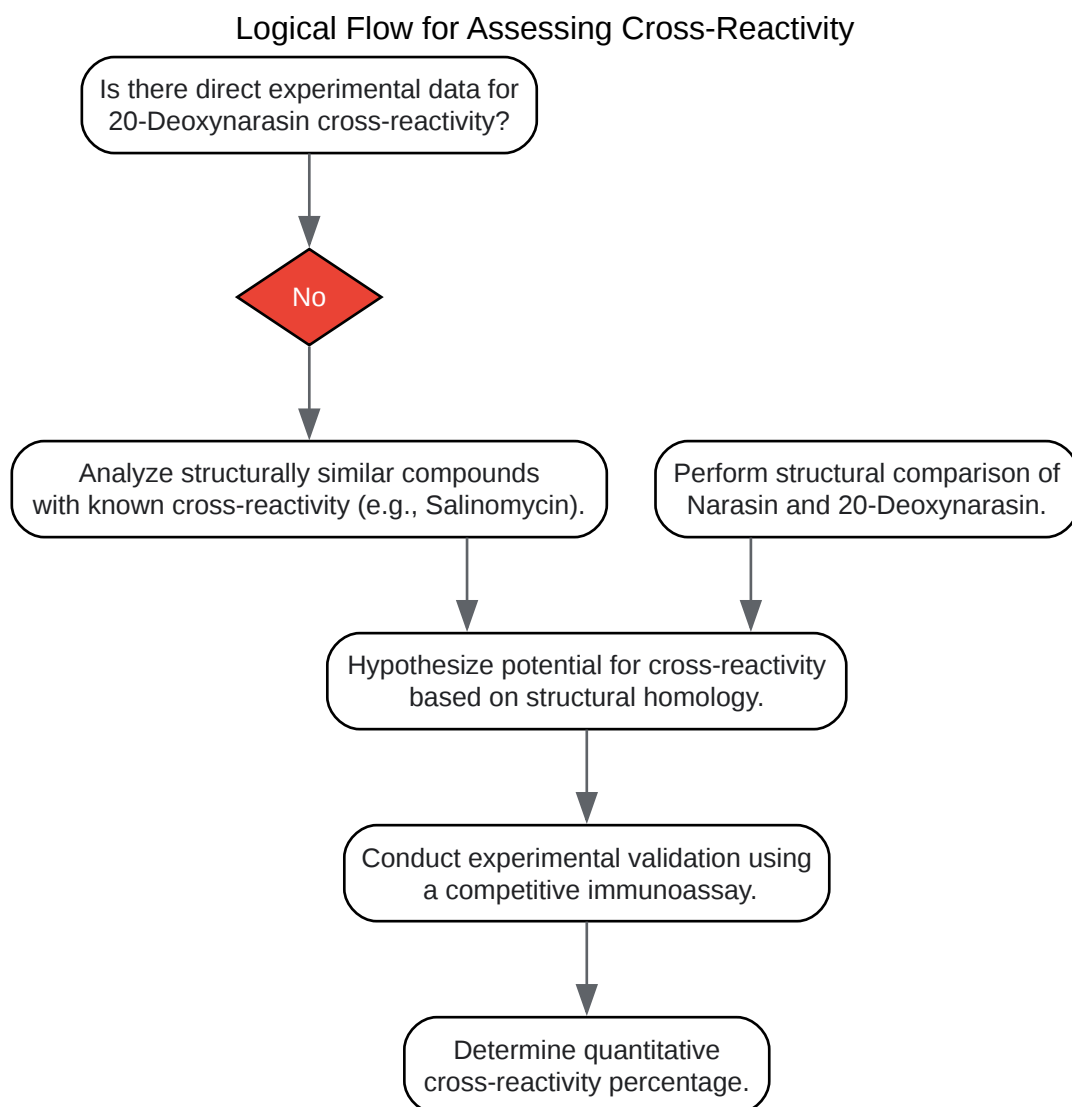 Logical Flow for Assessing Cross-Reactivity
Is there direct experimental data for
20-Deoxynarasin cross-reactivity?
No
Analyze structurally similar compounds
with known cross-reactivity (e.g., Salinomycin).
Perform structural comparison of
Narasin and 20-Deoxynarasin.
Hypothesize potential for cross-reactivity
based on structural homology.
Conduct experimental validation using
a competitive immunoassay.
Determine quantitative
cross-reactivity percentage.